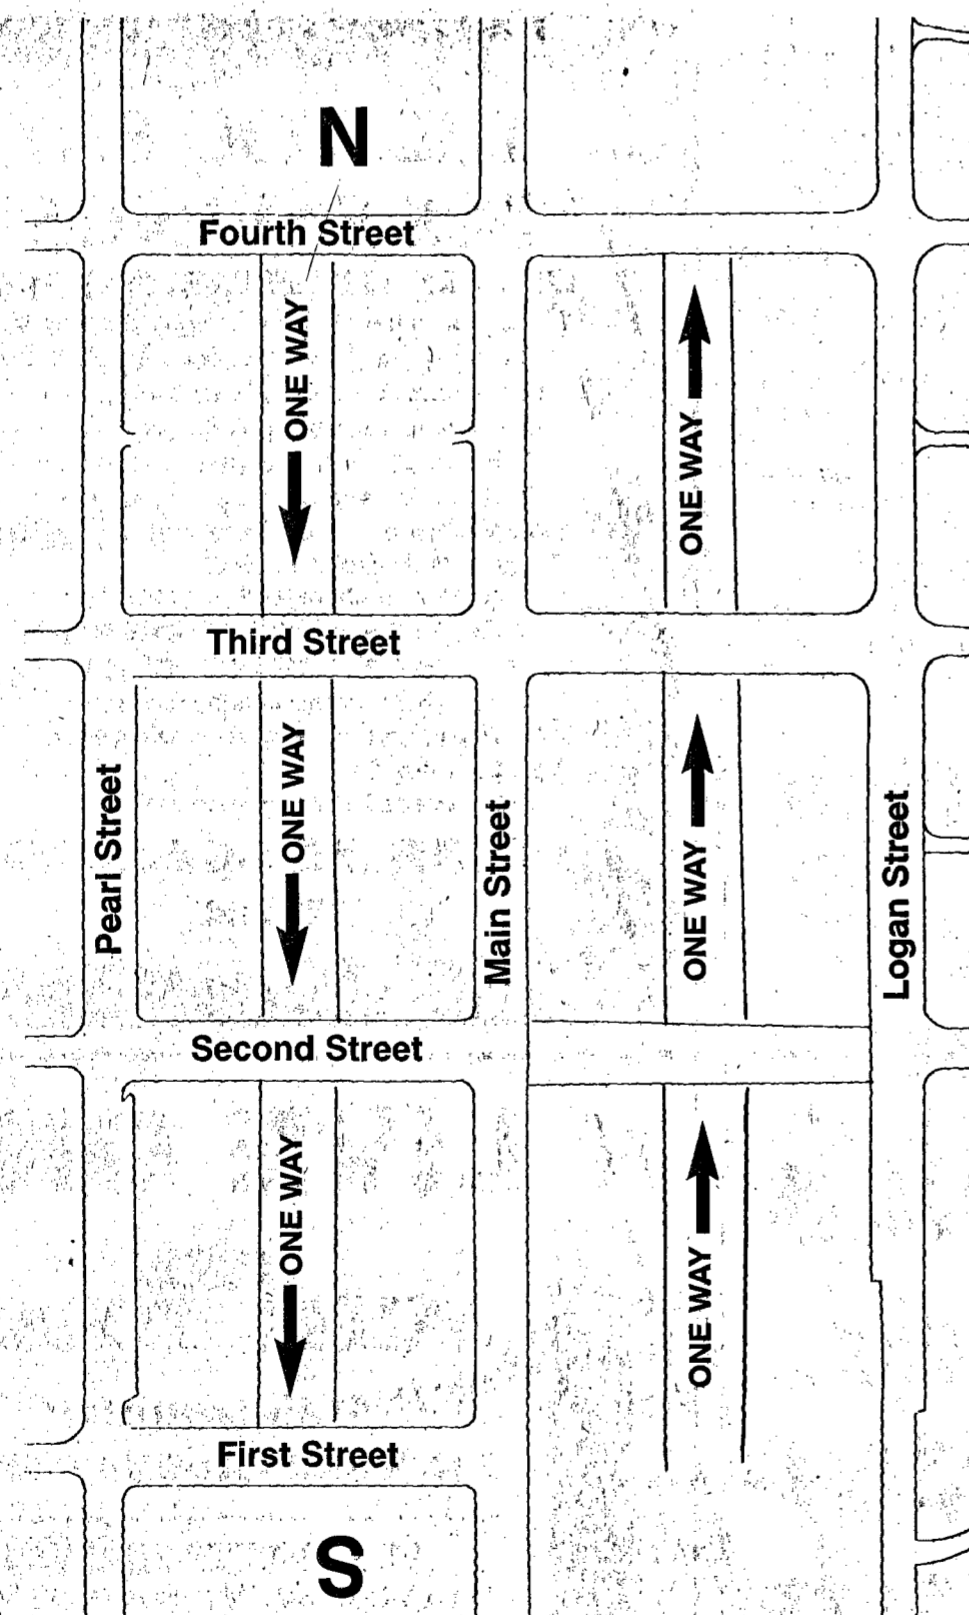 N
Fourth Street
ONE WAY
ONE WAY
Third Street
Pearl Street
ONE WAY
Main Street
ONE WAY
Logan Street
Second Street
ONE WAY
ONE WAY
First Street
S